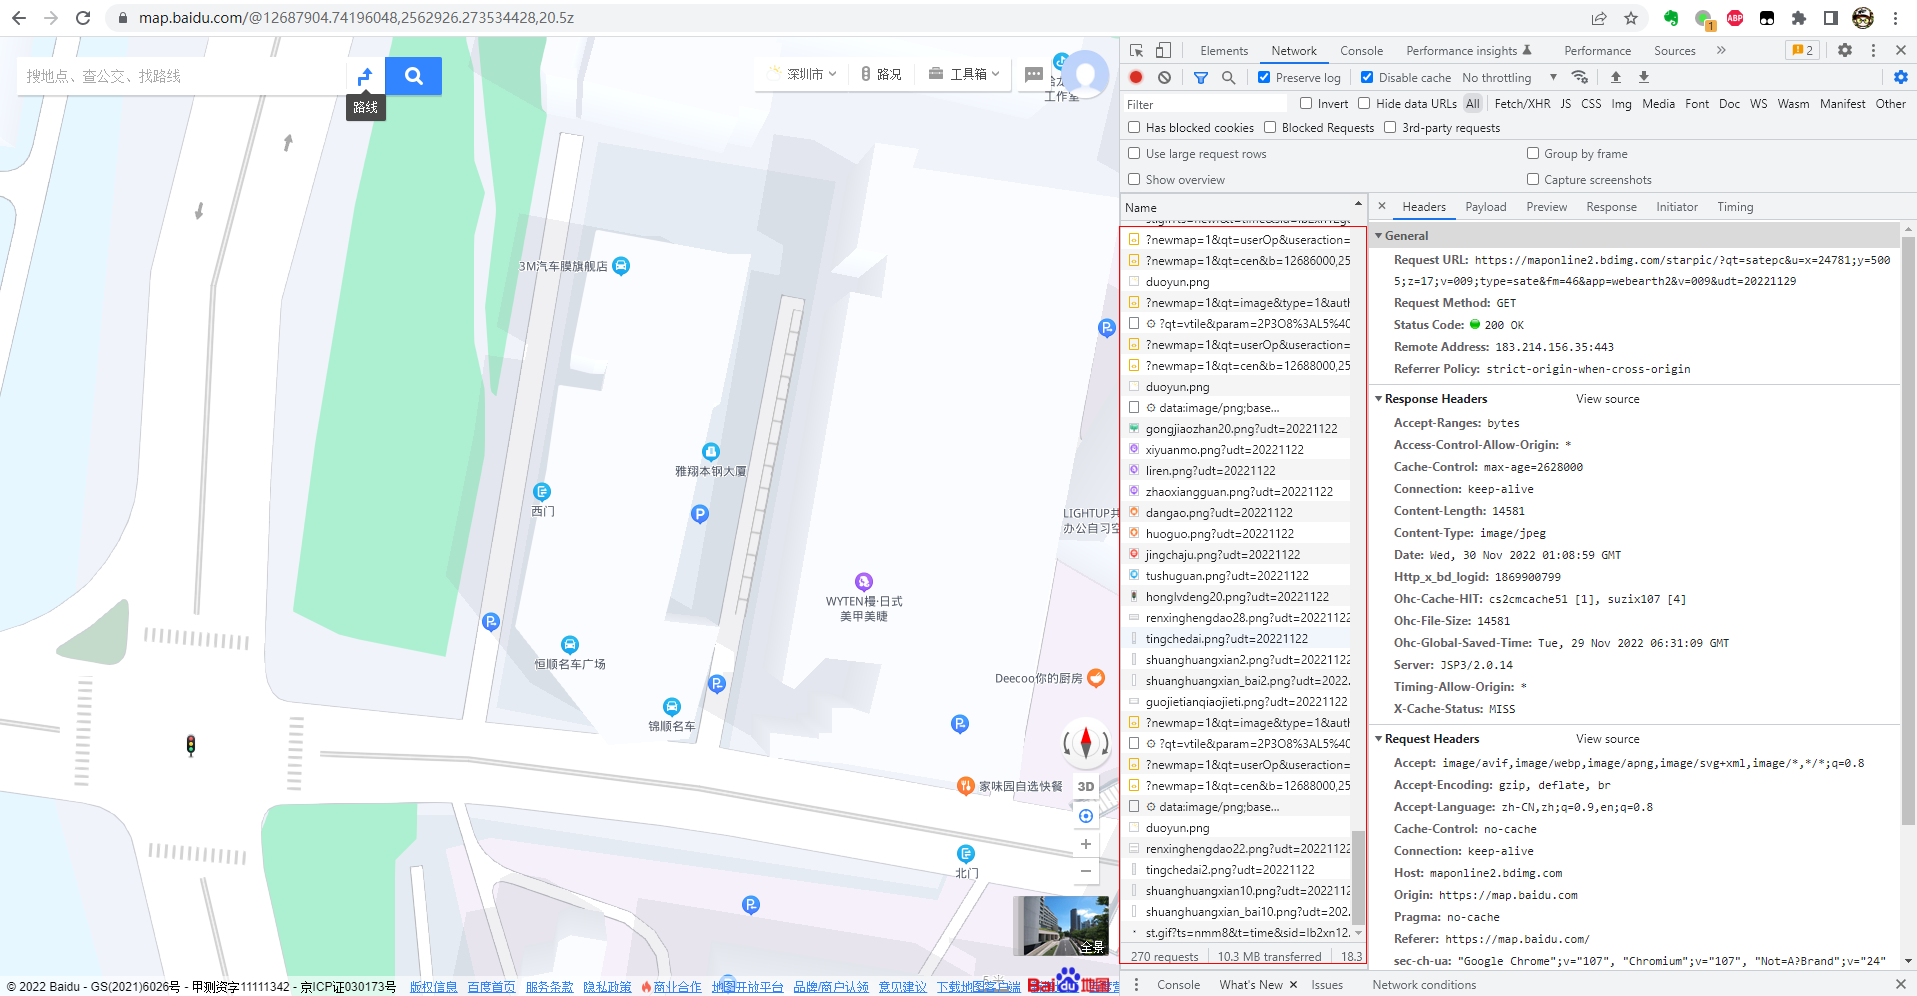 map.baidu.com/@12687904.74196048,2562926.273534428,20.5z
1
ABP
搜地点、查公交、找路线
路线
深圳市
路况
工具箱
工作室
3M汽车膜旗舰店
雅翔本钢大厦
西门
P
LIGHTUP共
办公自习空
WYTEN樱·日式
美甲美睫
恒顺名车广场
Deecoo你的厨房
锦顺名车
家味园自选快餐
3D
北门
全景
© 2022 Baidu - GS(2021)6026号 - 甲测资字11111342 - 京ICP证030173号 版权信息 百度首页 服务条款 隐私政策 商业合作 地图开放平台 品牌/商户认领 意见建议 下载地图客户端
Bai du 地图
Elements Network Console Performance insights Performance Sources » 2
Preserve log Disable cache No throttling
Filter Invert Hide data URLs All Fetch/XHR JS CSS Img Media Font Doc WS Wasm Manifest Other
Has blocked cookies Blocked Requests 3rd-party requests
Use large request rows Group by frame
Show overview Capture screenshots
Name
?newmap=1&qt=userOp&useraction=
?newmap=1&qt=cen&b=12686000,25
duoyun.png
?newmap=1&qt=image&type=1&auth
?qt=vtile&param=2P3O8%3AL5%40
?newmap=1&qt=userOp&useraction=
?newmap=1&qt=cen&b=12688000,25
duoyun.png
data:image/png;base...
gongjiaozhan20.png?udt=20221122
xiyuanmo.png?udt=20221122
liren.png?udt=20221122
zhaoxiangguan.png?udt=20221122
dangao.png?udt=20221122
huoguo.png?udt=20221122
jingchaju.png?udt=20221122
tushuguan.png?udt=20221122
honglvdeng20.png?udt=20221122
renxinghengdao28.png?udt=20221122
tingchedai.png?udt=20221122
shuanghuangxian2.png?udt=20221122
shuanghuangxian_bai2.png?udt=2022.
guojietianqiaojieti.png?udt=20221122
?newmap=1&qt=image&type=1&auth
?qt=vtile&param=2P3O8%3AL5%40
?newmap=1&qt=userOp&useraction=
?newmap=1&qt=cen&b=12688000,25
data:image/png;base...
duoyun.png
renxinghengdao22.png?udt=20221122
tingchedai2.png?udt=20221122
shuanghuangxian10.png?udt=2022112
shuanghuangxian_bai10.png?udt=202.
st.gif?ts=nmm8&t=time&sid=lb2xn12.
270 requests 10.3 MB transferred 18.3
Headers Payload Preview Response Initiator Timing
General
Request URL: https://maponline2.bdimg.com/starpic/?qt=satepc&u=x=24781;y=500
5;z=17;v=009;type=sate&fm=46&app=webearth2&v=009&udt=20221129
Request Method: GET
Status Code: 200 OK
Remote Address: 183.214.156.35:443
Referrer Policy: strict-origin-when-cross-origin
Response Headers View source
Accept-Ranges: bytes
Access-Control-Allow-Origin: *
Cache-Control: max-age=2628000
Connection: keep-alive
Content-Length: 14581
Content-Type: image/jpeg
Date: Wed, 30 Nov 2022 01:08:59 GMT
Http_x_bd_logid: 1869900799
Ohc-Cache-HIT: cs2cmcache51 [1], suzix107 [4]
Ohc-File-Size: 14581
Ohc-Global-Saved-Time: Tue, 29 Nov 2022 06:31:09 GMT
Server: JSP3/2.0.14
Timing-Allow-Origin: *
X-Cache-Status: MISS
Request Headers View source
Accept: image/avif,image/webp,image/apng,image/svg+xml,image/*,*/*;q=0.8
Accept-Encoding: gzip, deflate, br
Accept-Language: zh-CN,zh;q=0.9,en;q=0.8
Cache-Control: no-cache
Connection: keep-alive
Host: maponline2.bdimg.com
Origin: https://map.baidu.com
Pragma: no-cache
Referer: https://map.baidu.com/
sec-ch-ua: "Google Chrome";v="107", "Chromium";v="107", "Not=A?Brand";v="24"
Console What's New × Issues Network conditions